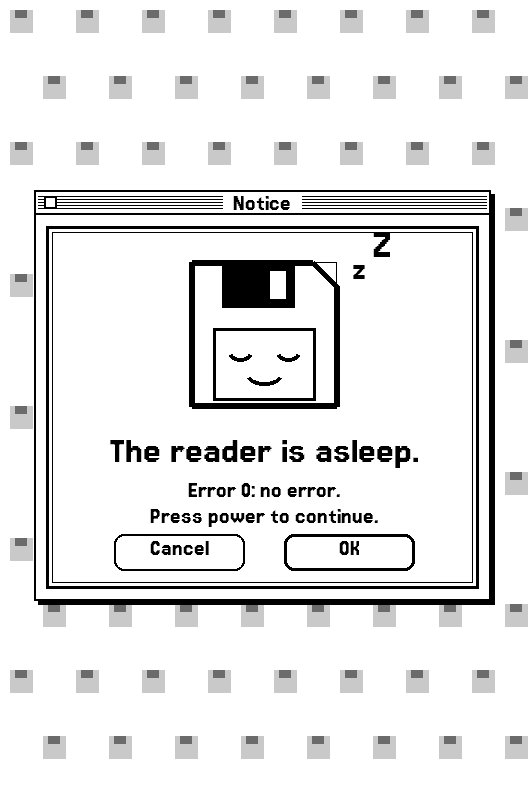 Notice
Z
z
The reader is asleep.
Error 0: no error.
Press power to continue.
Cancel OK